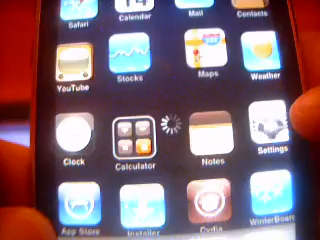 Safari Calendar Mail Contacts
YouTube Stocks Maps Weather
Clock Calculator Notes Settings
App Store Installer Cydia WinterBoard